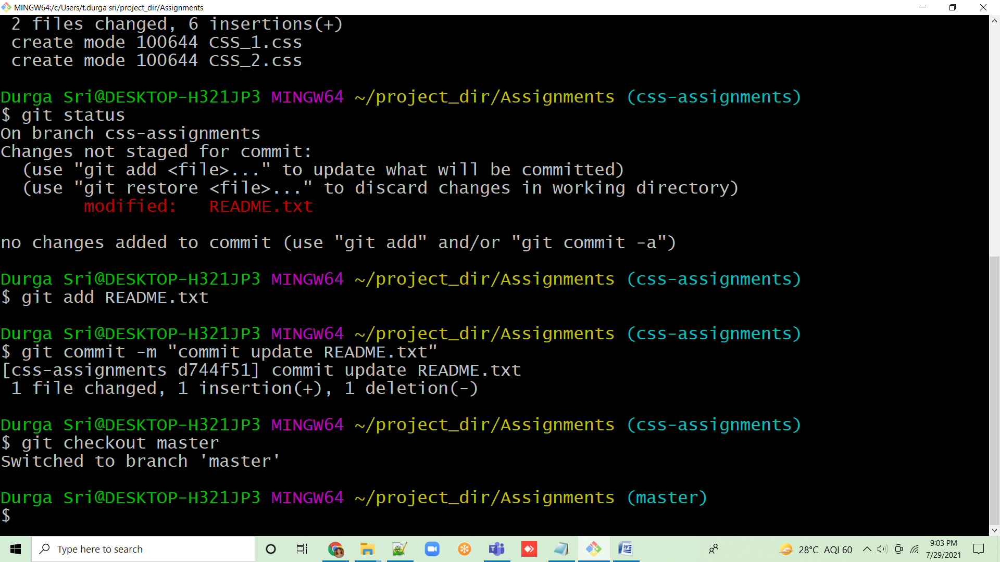 MINGW64:/c/Users/t.durga sri/project_dir/Assignments
2 files changed, 6 insertions(+)
create mode 100644 CSS_1.css
create mode 100644 CSS_2.css
Durga Sri@DESKTOP-H321JP3 MINGW64 ~/project_dir/Assignments (css-assignments)
$ git status
On branch css-assignments
Changes not staged for commit:
(use "git add <file>..." to update what will be committed)
(use "git restore <file>..." to discard changes in working directory)
modified:   README.txt
no changes added to commit (use "git add" and/or "git commit -a")
Durga Sri@DESKTOP-H321JP3 MINGW64 ~/project_dir/Assignments (css-assignments)
$ git add README.txt
Durga Sri@DESKTOP-H321JP3 MINGW64 ~/project_dir/Assignments (css-assignments)
$ git commit -m "commit update README.txt"
[css-assignments d744f51] commit update README.txt
1 file changed, 1 insertion(+), 1 deletion(-)
Durga Sri@DESKTOP-H321JP3 MINGW64 ~/project_dir/Assignments (css-assignments)
$ git checkout master
Switched to branch 'master'
Durga Sri@DESKTOP-H321JP3 MINGW64 ~/project_dir/Assignments (master)
$
Type here to search
28°C AQI 60
9:03 PM
7/29/2021